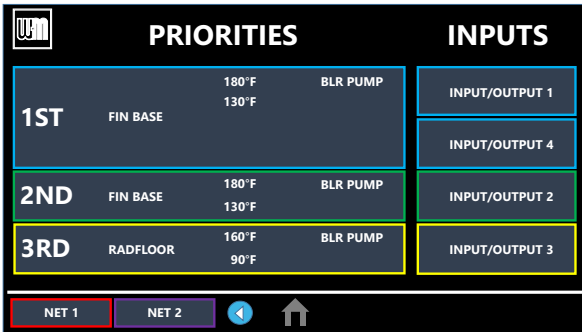 WM
PRIORITIES
INPUTS
1ST
FIN BASE
180°F
BLR PUMP
130°F
INPUT/OUTPUT 1
INPUT/OUTPUT 4
2ND
FIN BASE
180°F
BLR PUMP
130°F
INPUT/OUTPUT 2
3RD
RADFLOOR
160°F
BLR PUMP
90°F
INPUT/OUTPUT 3
NET 1
NET 2